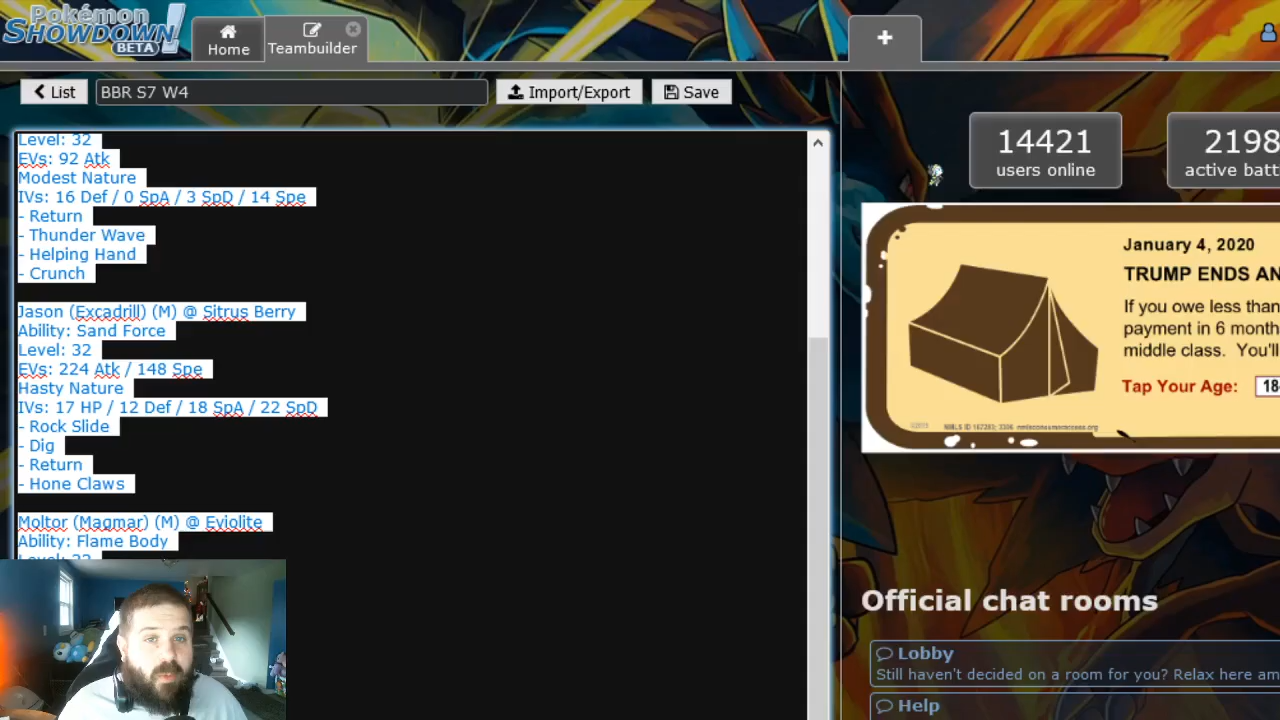 Pokémon
SHOWDOWN!
BETA
Home
Teambuilder
+
List
BBR S7 W4
Import/Export
Save
Level: 32
EVs: 92 Atk
Modest Nature
IVs: 16 Def / 0 SpA / 3 SpD / 14 Spe
- Return
- Thunder Wave
- Helping Hand
- Crunch
Jason (Excadrill) (M) @ Sitrus Berry
Ability: Sand Force
Level: 32
EVs: 224 Atk / 148 Spe
Hasty Nature
IVs: 17 HP / 12 Def / 18 SpA / 22 SpD
- Rock Slide
- Dig
- Return
- Hone Claws
Moltor (Magmar) (M) @ Eviolite
Ability: Flame Body
14421
users online
2198
active batt
January 4, 2020
TRUMP ENDS AN
If you owe less than
payment in 6 month
middle class. You'll
Tap Your Age: 18
Official chat rooms
Lobby
Still haven't decided on a room for you? Relax here am
Help